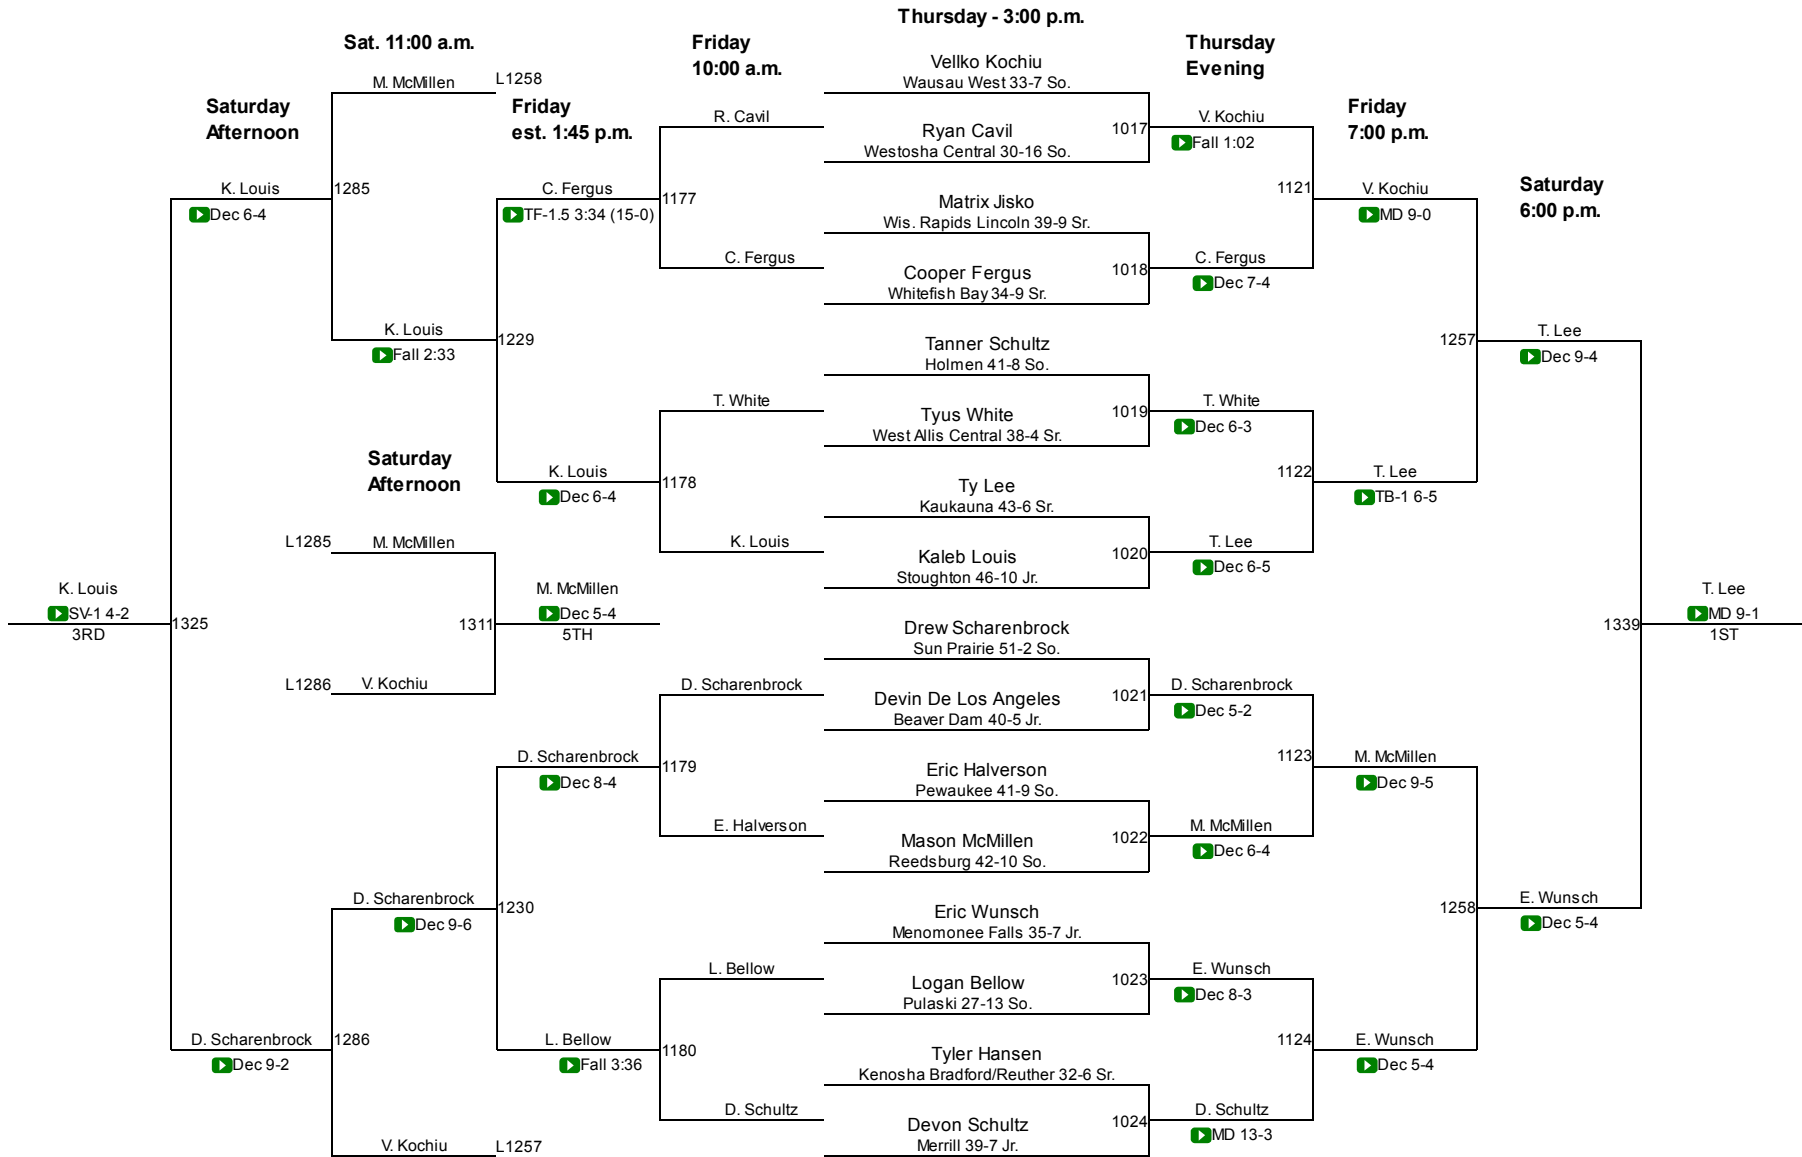 Thursday - 3:00 p.m.
Sat. 11:00 a.m.
Friday
10:00 a.m.
Thursday
Evening
Saturday
Afternoon
Friday
est. 1:45 p.m.
Friday
7:00 p.m.
Saturday
6:00 p.m.
Saturday
Afternoon
Vellko Kochiu
Wausau West 33-7 So.
1017
Ryan Cavil
Westosha Central 30-16 So.
Matrix Jisko
Wis. Rapids Lincoln 39-9 Sr.
1018
Cooper Fergus
Whitefish Bay 34-9 Sr.
Tanner Schultz
Holmen 41-8 So.
1019
Tyus White
West Allis Central 38-4 Sr.
Ty Lee
Kaukauna 43-6 Sr.
1020
Kaleb Louis
Stoughton 46-10 Jr.
Drew Scharenbrock
Sun Prairie 51-2 So.
1021
Devin De Los Angeles
Beaver Dam 40-5 Jr.
Eric Halverson
Pewaukee 41-9 So.
1022
Mason McMillen
Reedsburg 42-10 So.
Eric Wunsch
Menomonee Falls 35-7 Jr.
1023
Logan Bellow
Pulaski 27-13 So.
Tyler Hansen
Kenosha Bradford/Reuther 32-6 Sr.
1024
Devon Schultz
Merrill 39-7 Jr.
V. Kochiu
Fall 1:02
1121
C. Fergus
Dec 7-4
T. White
Dec 6-3
1122
T. Lee
Dec 6-5
D. Scharenbrock
Dec 5-2
1123
M. McMillen
Dec 6-4
E. Wunsch
Dec 8-3
1124
D. Schultz
MD 13-3
V. Kochiu
MD 9-0
1257
T. Lee
TB-1 6-5
M. McMillen
Dec 9-5
1258
E. Wunsch
Dec 5-4
T. Lee
Dec 9-4
1339
E. Wunsch
Dec 5-4
T. Lee
MD 9-1
1ST
R. Cavil
1177
C. Fergus
T. White
1178
K. Louis
D. Scharenbrock
1179
E. Halverson
L. Bellow
1180
D. Schultz
C. Fergus
TF-1.5 3:34 (15-0)
1229
K. Louis
Dec 6-4
D. Scharenbrock
Dec 8-4
1230
L. Bellow
Fall 3:36
M. McMillen
L1258
1285
K. Louis
Fall 2:33
D. Scharenbrock
Dec 9-6
1286
V. Kochiu
L1257
K. Louis
Dec 6-4
1325
D. Scharenbrock
Dec 9-2
K. Louis
SV-1 4-2
3RD
L1285
M. McMillen
1311
L1286
V. Kochiu
M. McMillen
Dec 5-4
5TH